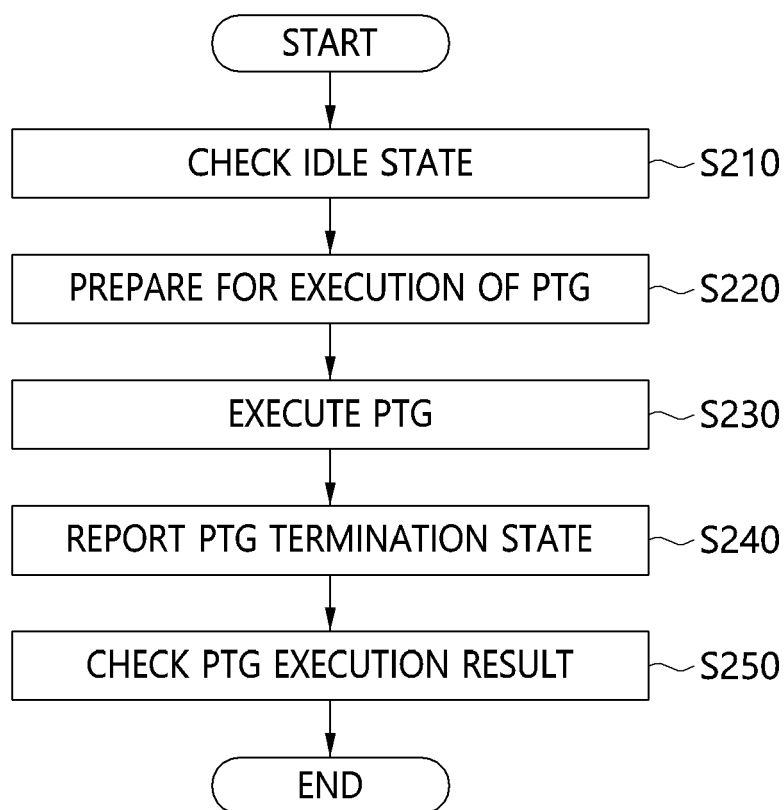 START
CHECK IDLE STATE
S210
PREPARE FOR EXECUTION OF PTG
S220
EXECUTE PTG
S230
REPORT PTG TERMINATION STATE
S240
CHECK PTG EXECUTION RESULT
S250
END